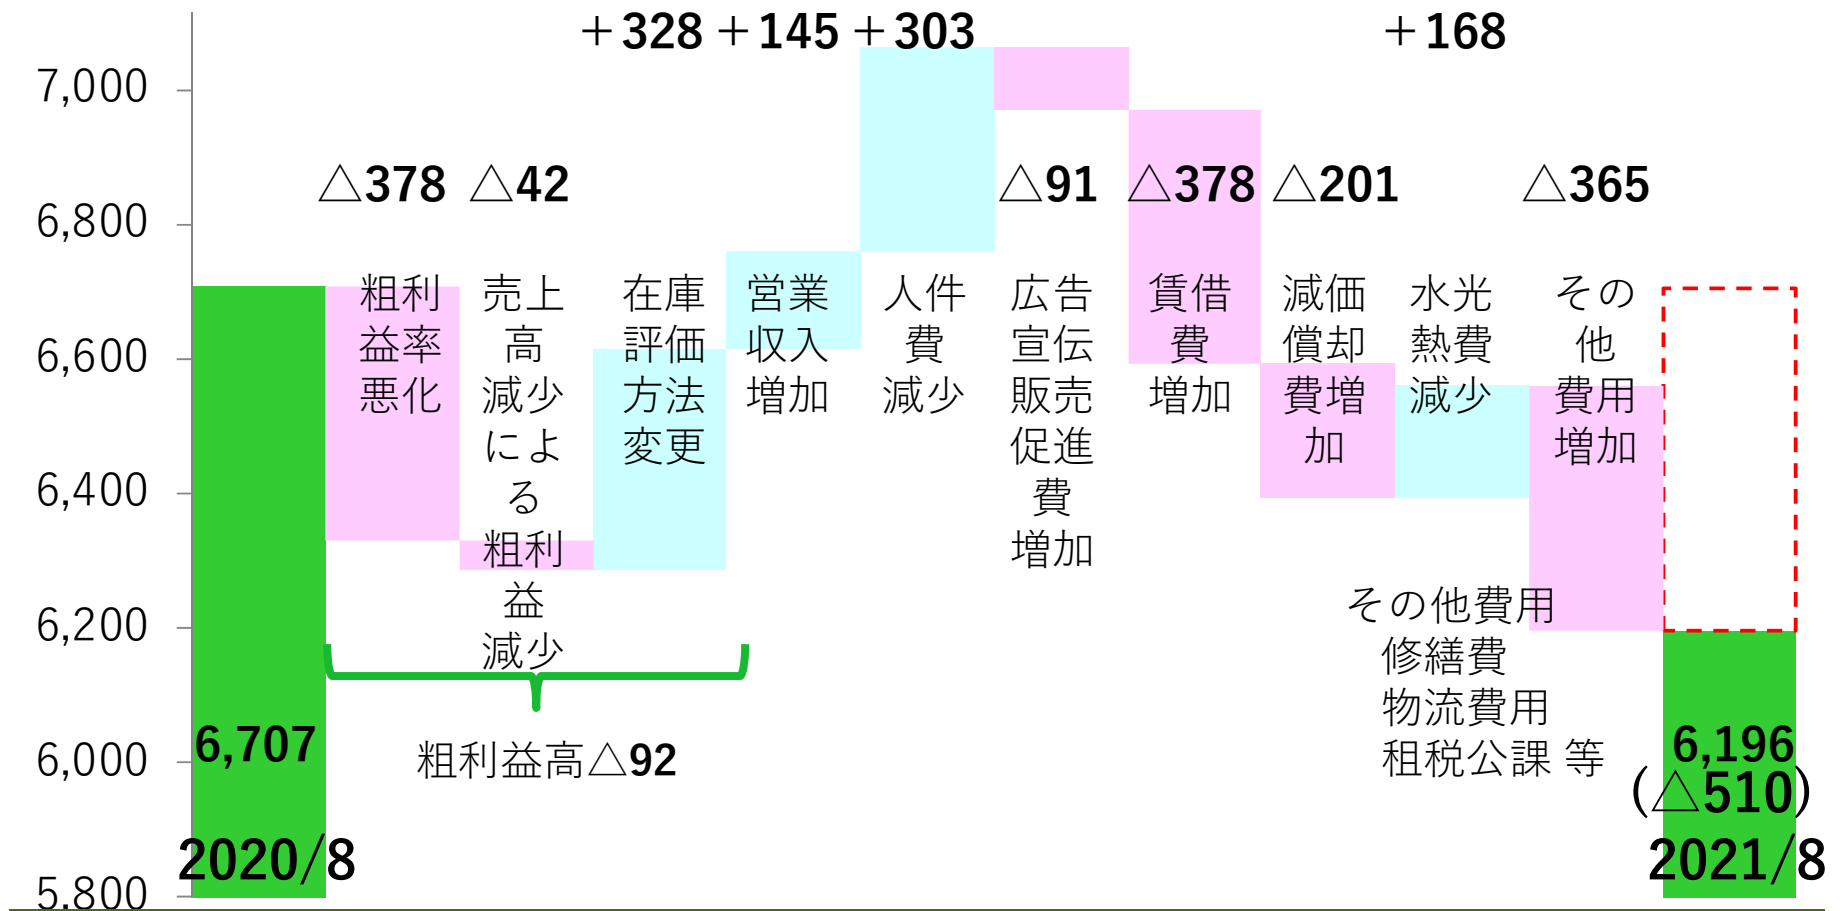 ＋328 ＋145 ＋303 ＋168
7,000
△378 △42 △91 △378 △201 △365
6,800
粗利
益率
悪化
売上
高
減少
によ
る
粗利
益
減少
在庫
評価
方法
変更
営業
収入
増加
人件
費
減少
広告
宣伝
販売
促進
費
増加
賃借
費
増加
減価
償却
費増
加
水光
熱費
減少
その
他
費用
増加
6,600
6,400
6,200
その他費用
修繕費
物流費用
租税公課 等
6,000
6,707
粗利益高△92
6,196
(△510)
2020/8
2021/8
5,800